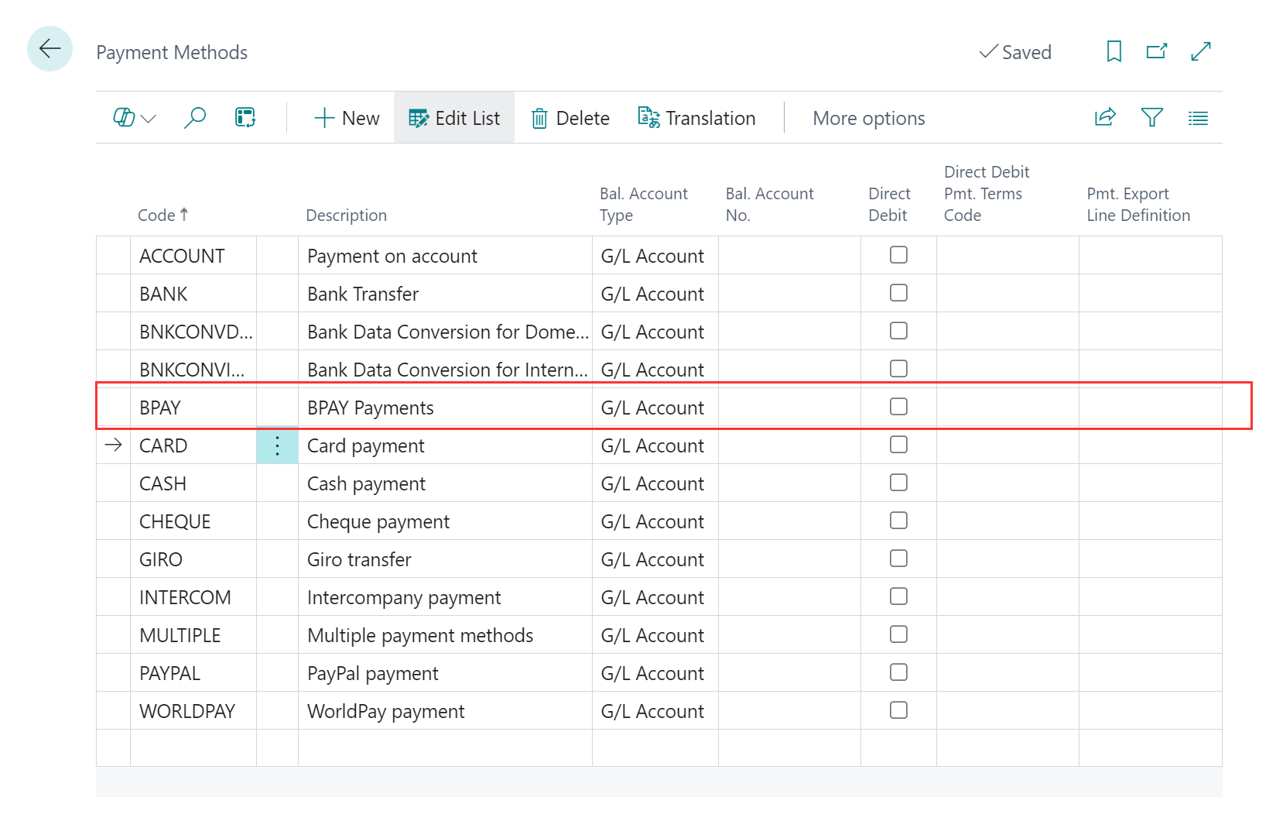 Payment Methods
Saved
New Edit List Delete Translation More options
Code Description Bal. Account Type Bal. Account No. Direct Debit Direct Debit Pmt. Terms Code Pmt. Export Line Definition
ACCOUNT Payment on account G/L Account
BANK Bank Transfer G/L Account
BNKCONVD... Bank Data Conversion for Dome... G/L Account
BNKCONVI... Bank Data Conversion for Intern... G/L Account
BPAY BPAY Payments G/L Account
CARD Card payment G/L Account
CASH Cash payment G/L Account
CHEQUE Cheque payment G/L Account
GIRO Giro transfer G/L Account
INTERCOM Intercompany payment G/L Account
MULTIPLE Multiple payment methods G/L Account
PAYPAL PayPal payment G/L Account
WORLDPAY WorldPay payment G/L Account